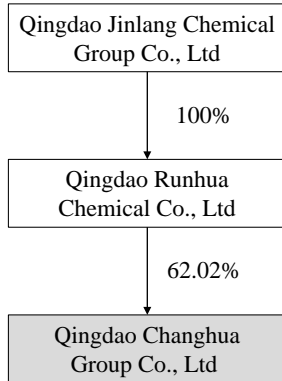 Qingdao Jinlang Chemical
Group Co., Ltd
100%
Qingdao Runhua
Chemical Co., Ltd
62.02%
Qingdao Changhua
Group Co., Ltd